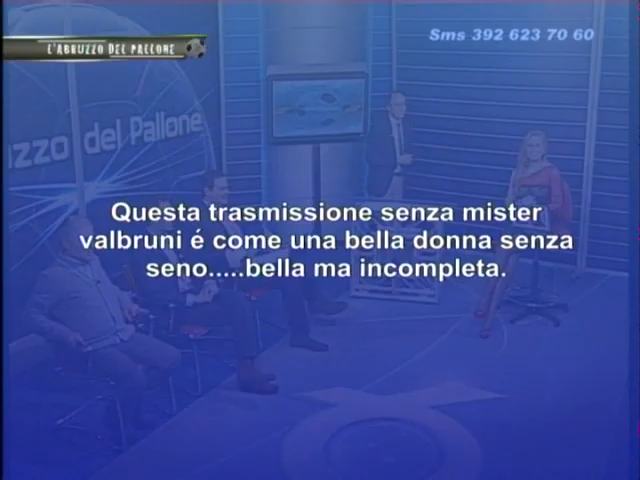 L'ABRUZZO DEL PALLONE
Sms 392 623 70 60
zzo del Pallone
Questa trasmissione senza mister
valbruni é come una bella donna senza
seno.....bella ma incompleta.